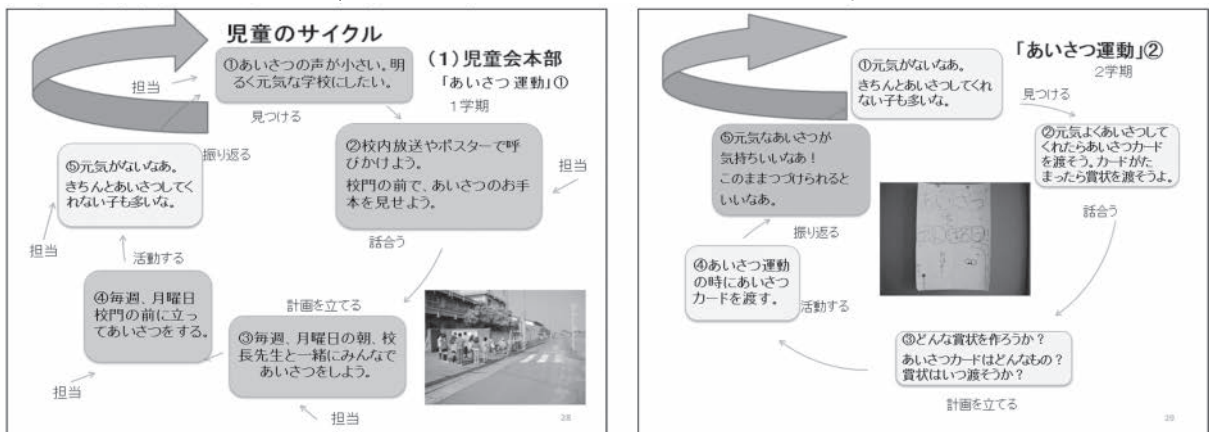 児童のサイクル
(1)児童会本部
「あいさつ運動」①
1学期
①あいさつの声が小さい。明
るく元気な学校にしたい。
担当
見つける
②校内放送やポスターで呼
びかけよう。
校門の前で、あいさつのお手
本を見せよう。
担当
話合う
計画を立てる
③毎週、月曜日の朝、校
長先生と一緒にみんなで
あいさつをしよう。
担当
④毎週、月曜日
校門の前に立っ
てあいさつをする。
担当
活動する
⑤元気がないなあ。
きちんとあいさつしてく
れない子も多いな。
担当
振り返る
28
「あいさつ運動」②
2学期
①元気がないなあ。
きちんとあいさつしてくれ
ない子も多いな。
見つける
②元気よくあいさつして
くれたらあいさつカード
を渡そう。カードがた
まったら賞状を渡そうよ。
話合う
③どんな賞状を作ろうか?
あいさつカードはどんなもの?
賞状はいつ渡そうか?
計画を立てる
④あいさつ運動
の時にあいさつ
カードを渡す。
活動する
⑤元気なあいさつが
気持ちいいなあ!
このままつづけられると
いいなあ。
振り返る
29